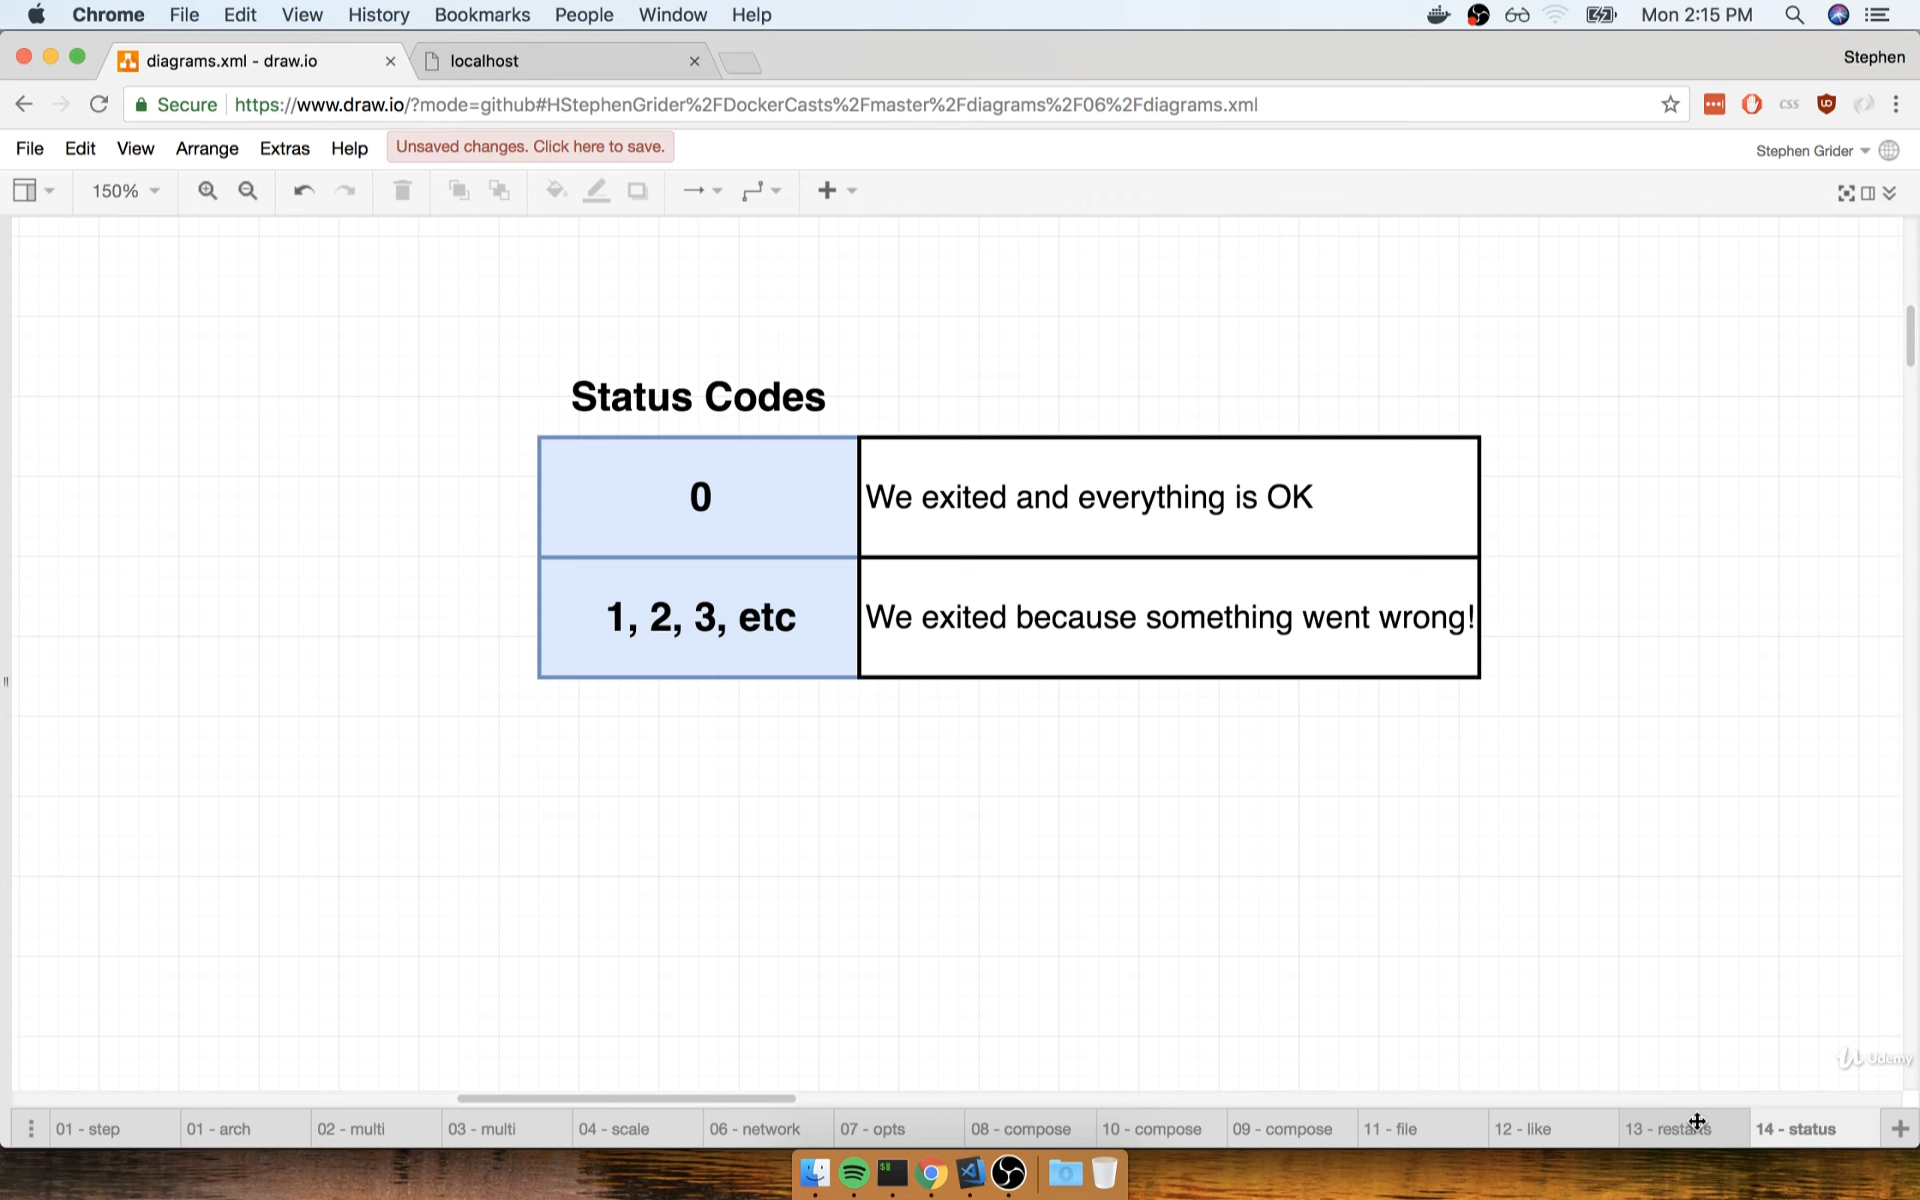 Chrome File Edit View History Bookmarks People Window Help Mon 2:15 PM
diagrams.xml - draw.io localhost Stephen
Secure https://www.draw.io/?mode=github#HStephenGrider%2FDockerCasts%2Fmaster%2Fdiagrams%2F06%2Fdiagrams.xml css
File Edit View Arrange Extras Help Unsaved changes. Click here to save. Stephen Grider
150%
Status Codes
0 We exited and everything is OK
1, 2, 3, etc We exited because something went wrong!
Udemy
01 - step 01 - arch 02 - multi 03 - multi 04 - scale 06 - network 07 - opts 08 - compose 10 - compose 09 - compose 11 - file 12 - like 13 - restarts 14 - status